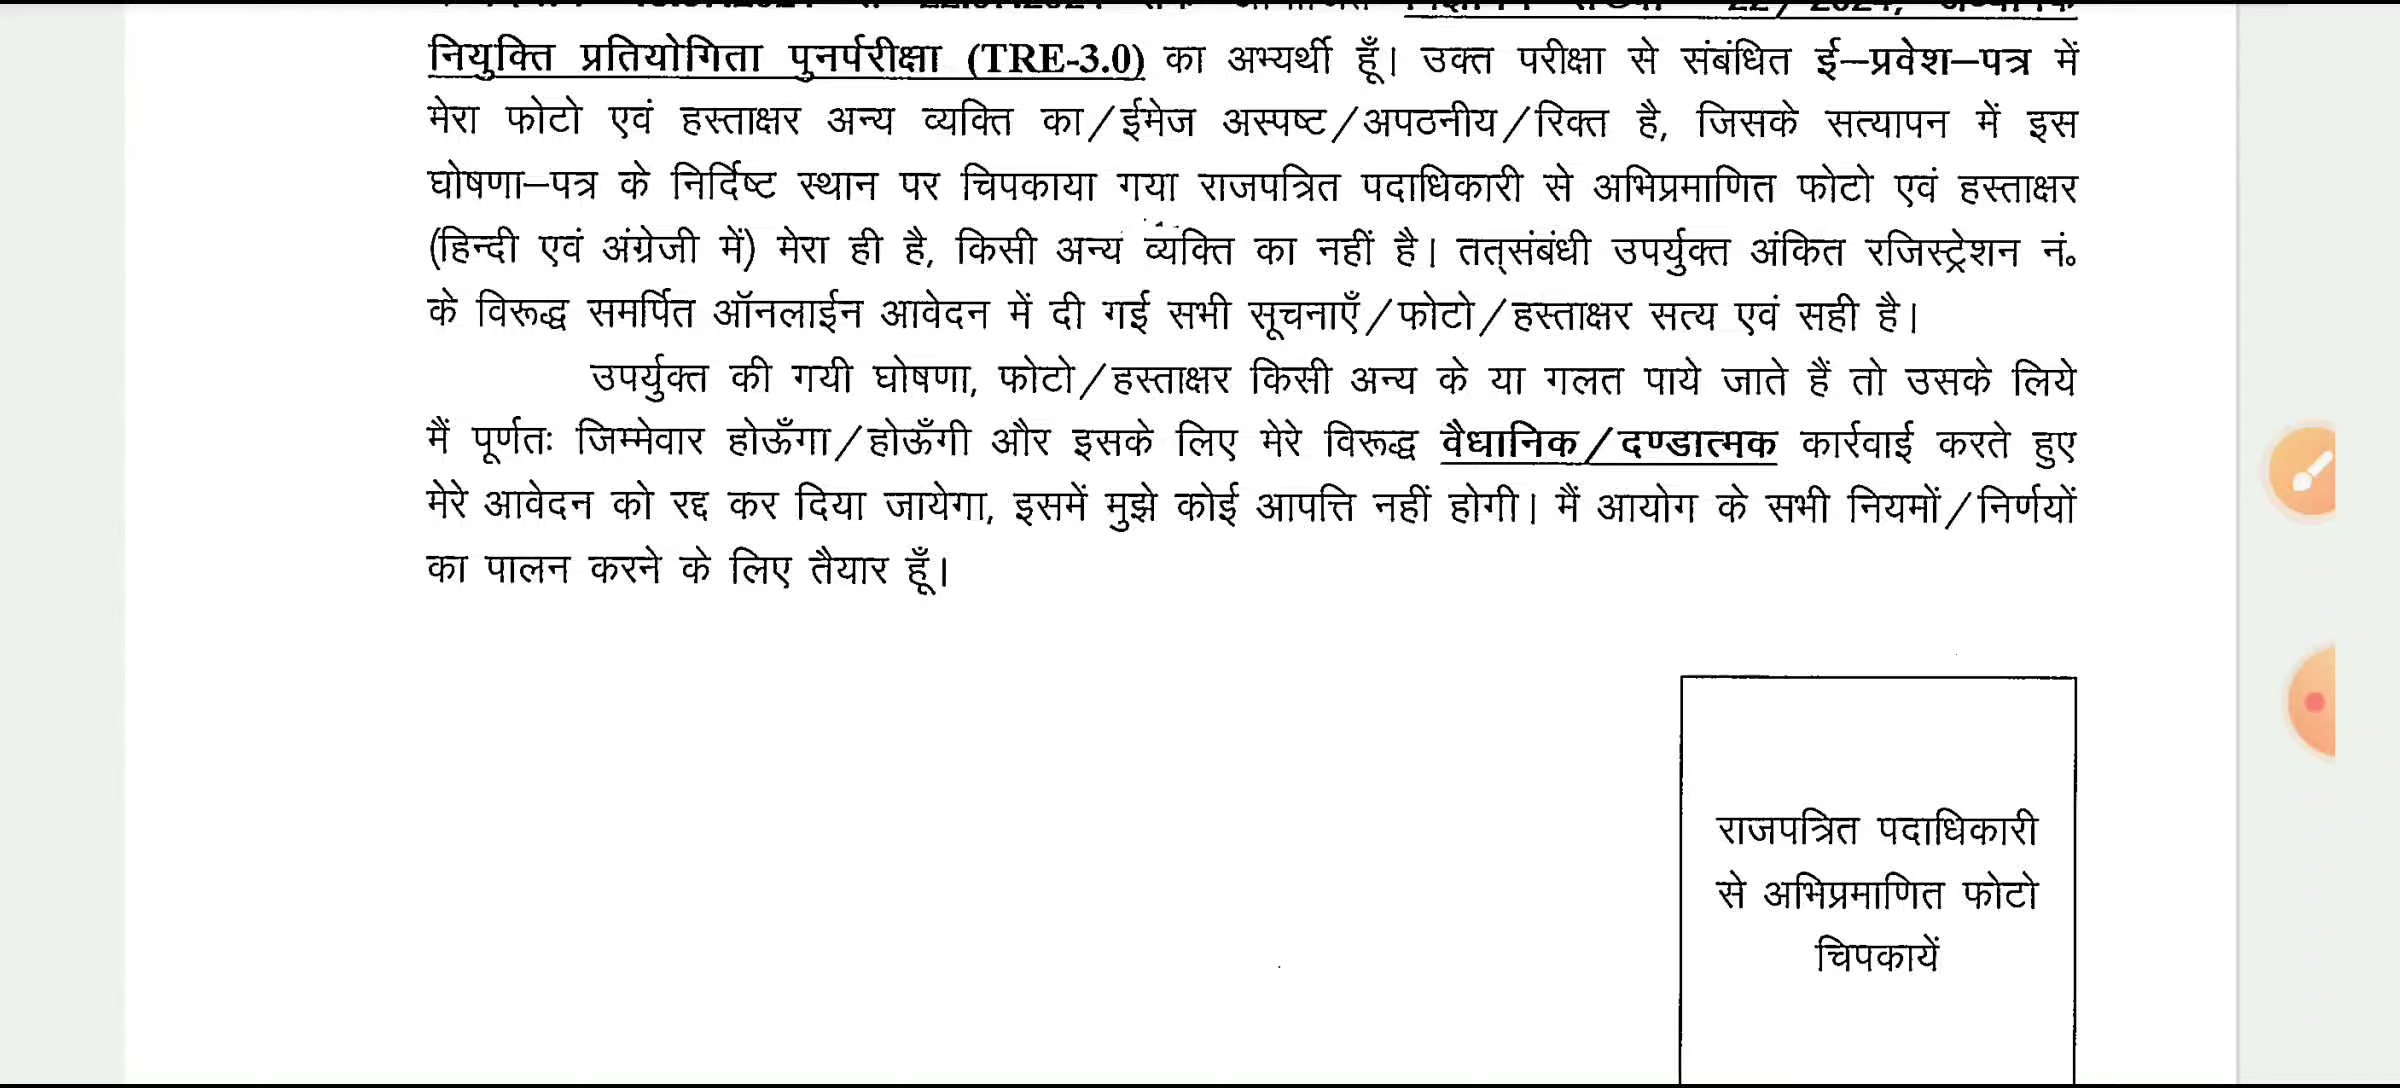 नियुक्ति प्रतियोगिता पुनर्परीक्षा (TRE-3.0) का अभ्यर्थी हूँ। उक्त परीक्षा से संबंधित ई–प्रवेश–पत्र में
मेरा फोटो एवं हस्ताक्षर अन्य व्यक्ति का/ईमेज अस्पष्ट/अपठनीय/रिक्त है, जिसके सत्यापन में इस
घोषणा–पत्र के निर्दिष्ट स्थान पर चिपकाया गया राजपत्रित पदाधिकारी से अभिप्रमाणित फोटो एवं हस्ताक्षर
(हिन्दी एवं अंग्रेजी में) मेरा ही है, किसी अन्य व्यक्ति का नहीं है। तत्संबंधी उपर्युक्त अंकित रजिस्ट्रेशन नं०
के विरूद्ध समर्पित ऑनलाईन आवेदन में दी गई सभी सूचनाएँ/फोटो/हस्ताक्षर सत्य एवं सही है।
उपर्युक्त की गयी घोषणा, फोटो/हस्ताक्षर किसी अन्य के या गलत पाये जाते हैं तो उसके लिये
मैं पूर्णतः जिम्मेवार होऊँगा/होऊँगी और इसके लिए मेरे विरूद्ध वैधानिक/दण्डात्मक कार्रवाई करते हुए
मेरे आवेदन को रद्द कर दिया जायेगा, इसमें मुझे कोई आपत्ति नहीं होगी। मैं आयोग के सभी नियमों/निर्णयों
का पालन करने के लिए तैयार हूँ।
राजपत्रित पदाधिकारी
से अभिप्रमाणित फोटो
चिपकायें